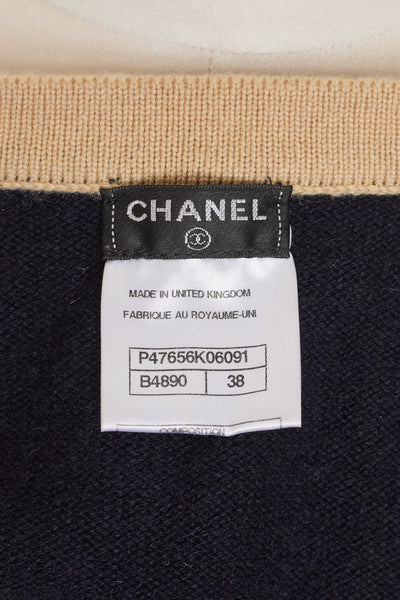 CHANEL
MADE IN UNITED KINGDOM
FABRIQUE AU ROYAUME-UNI
P47656K06091
B4890 38
COMPOSITION